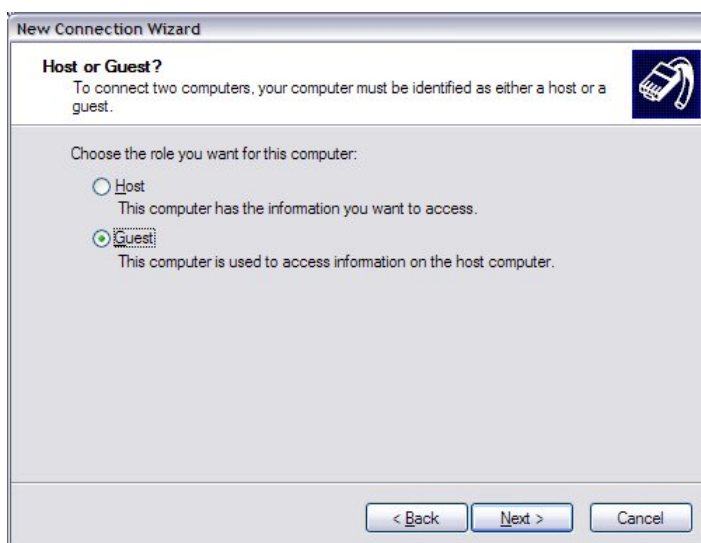 New Connection Wizard
Host or Guest?
To connect two computers, your computer must be identified as either a host or a
guest.
Choose the role you want for this computer:
Host
This computer has the information you want to access.
Guest
This computer is used to access information on the host computer.
< Back
Next >
Cancel